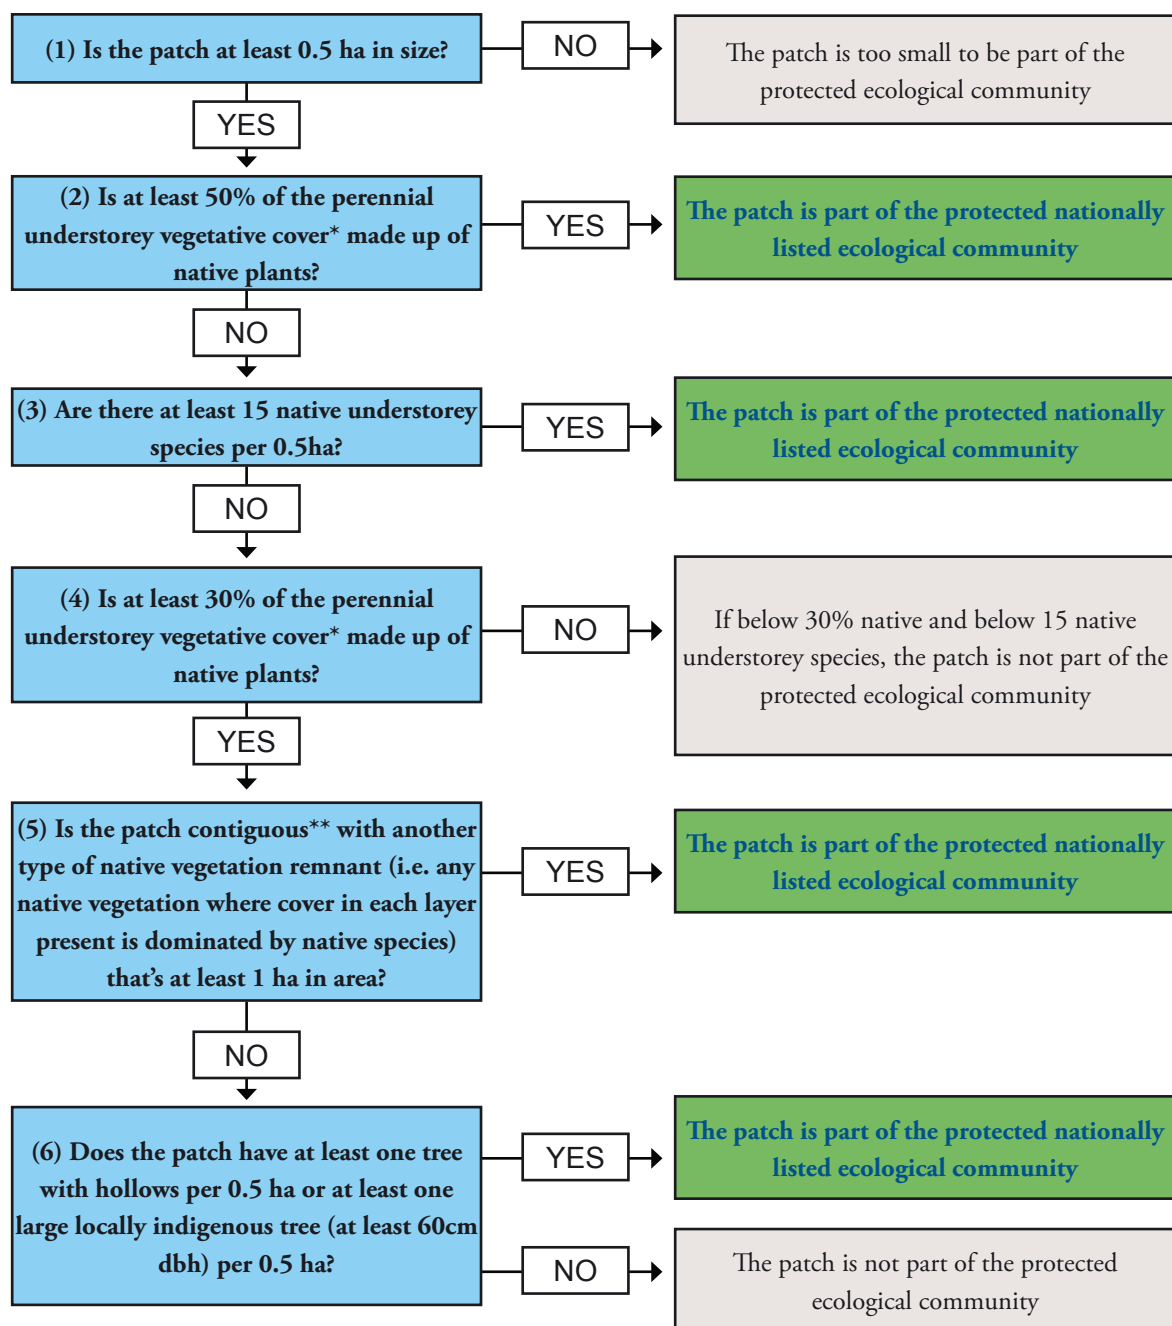 (1) Is the patch at least 0.5 ha in size?
NO
The patch is too small to be part of the
protected ecological community
YES
(2) Is at least 50% of the perennial
understorey vegetative cover* made up of
native plants?
YES
The patch is part of the protected nationally
listed ecological community
NO
(3) Are there at least 15 native understorey
species per 0.5ha?
YES
The patch is part of the protected nationally
listed ecological community
NO
(4) Is at least 30% of the perennial
understorey vegetative cover* made up of
native plants?
NO
If below 30% native and below 15 native
understorey species, the patch is not part of the
protected ecological community
YES
(5) Is the patch contiguous** with another
type of native vegetation remnant (i.e. any
native vegetation where cover in each layer
present is dominated by native species)
that's at least 1 ha in area?
YES
The patch is part of the protected nationally
listed ecological community
NO
(6) Does the patch have at least one tree
with hollows per 0.5 ha or at least one
large locally indigenous tree (at least 60cm
dbh) per 0.5 ha?
YES
The patch is part of the protected nationally
listed ecological community
NO
The patch is not part of the protected
ecological community